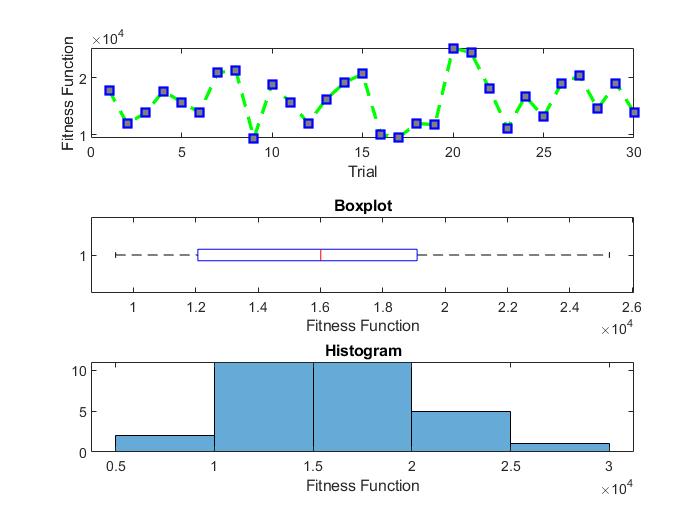 ×10⁴
Fitness Function
2
1
0 5 10 15 20 25 30
Trial
Boxplot
1
1 1.2 1.4 1.6 1.8 2 2.2 2.4 2.6
Fitness Function
×10⁴
Histogram
10
5
0
0.5 1 1.5 2 2.5 3
Fitness Function
×10⁴